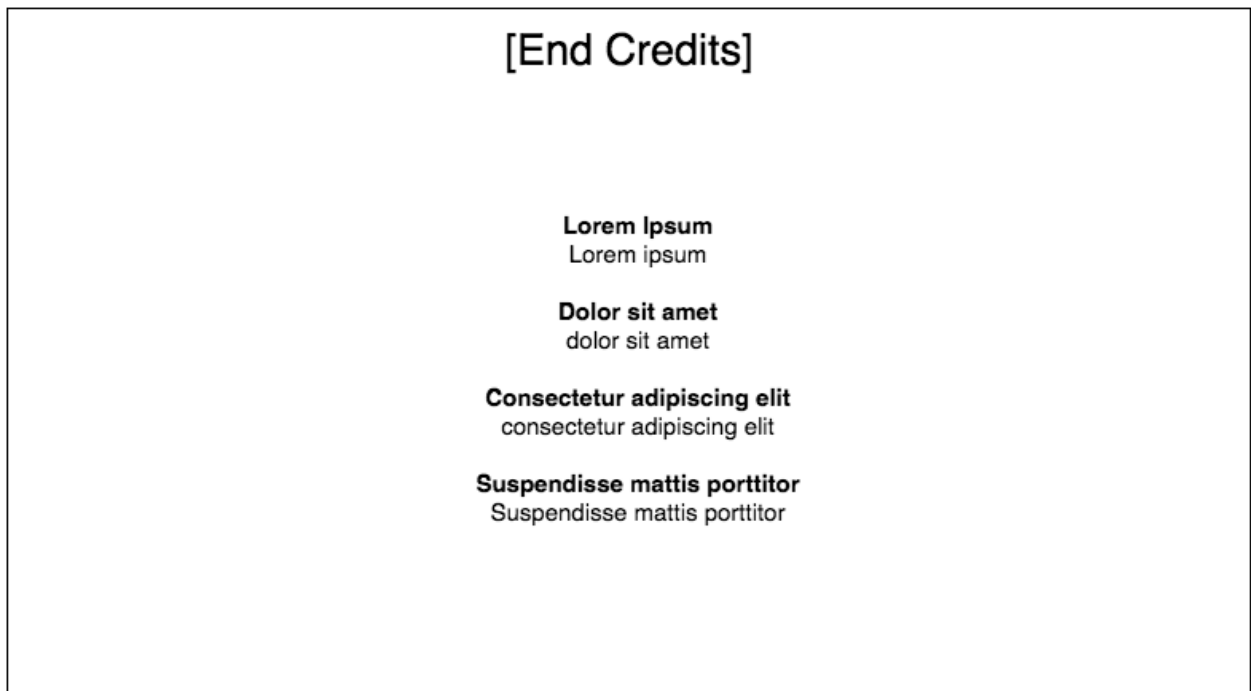 [End Credits]
Lorem Ipsum
Lorem ipsum
Dolor sit amet
dolor sit amet
Consectetur adipiscing elit
consectetur adipiscing elit
Suspendisse mattis porttitor
Suspendisse mattis porttitor